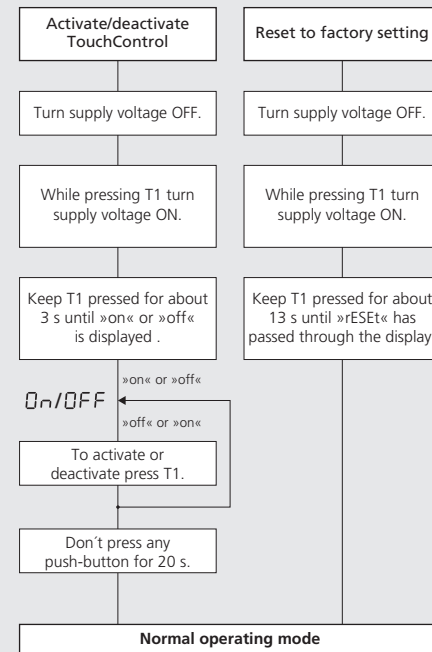 Activate/deactivate
TouchControl
Turn supply voltage OFF.
While pressing T1 turn
supply voltage ON.
Keep T1 pressed for about
3 s until »on« or »off«
is displayed .
»on« or »off«
On/OFF
»off« or »on«
To activate or
deactivate press T1.
Don´t press any
push-button for 20 s.
Reset to factory setting
Turn supply voltage OFF.
While pressing T1 turn
supply voltage ON.
Keep T1 pressed for about
13 s until »rESEt« has
passed through the display
Normal operating mode